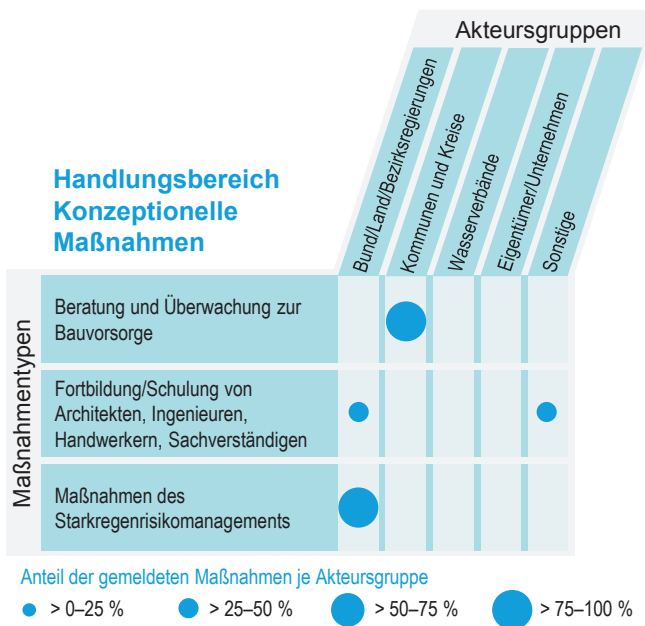 Akteursgruppen
Bund/Land/Bezirksregierungen
Kommunen und Kreise
Wasserverbände
Eigentümer/Unternehmen
Sonstige
Handlungsbereich
Konzeptionelle
Maßnahmen
Maßnahmentypen
Beratung und Überwachung zur
Bauvorsorge
Fortbildung/Schulung von
Architekten, Ingenieuren,
Handwerkern, Sachverständigen
Maßnahmen des
Starkregenrisikomanagements
Anteil der gemeldeten Maßnahmen je Akteursgruppe
> 0–25 % > 25–50 % > 50–75 % > 75–100 %